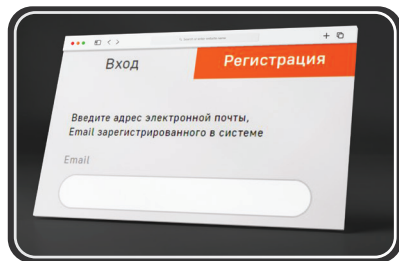 Вход
Регистрация
Введите адрес электронной почты,
Email зарегистрированного в системе
Email